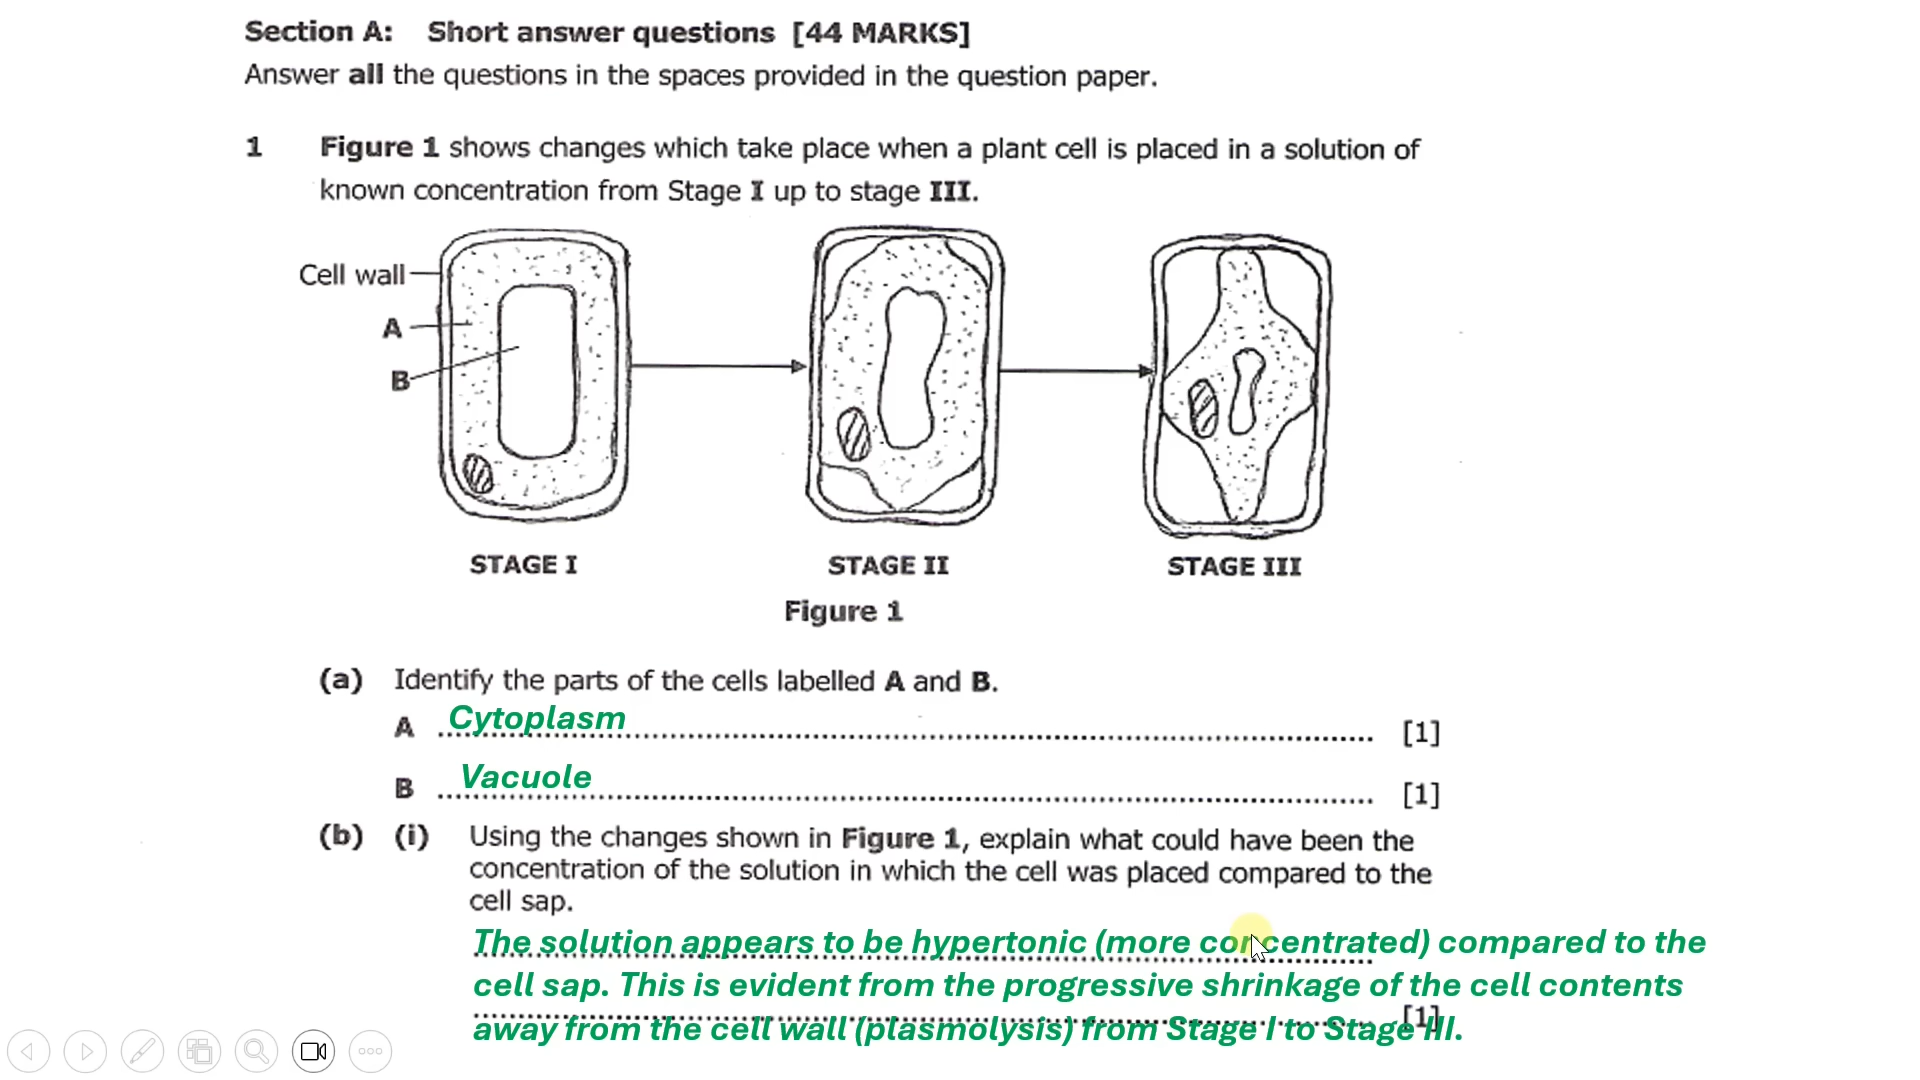 Section A: Short answer questions [44 MARKS]
Answer all the questions in the spaces provided in the question paper.
1 Figure 1 shows changes which take place when a plant cell is placed in a solution of
known concentration from Stage I up to stage III.
Cell wall
A
B
STAGE I STAGE II STAGE III
Figure 1
(a) Identify the parts of the cells labelled A and B.
A Cytoplasm [1]
B Vacuole [1]
(b) (i) Using the changes shown in Figure 1, explain what could have been the
concentration of the solution in which the cell was placed compared to the
cell sap.
The solution appears to be hypertonic (more concentrated) compared to the
cell sap. This is evident from the progressive shrinkage of the cell contents
[1]
away from the cell wall (plasmolysis) from Stage I to Stage III.